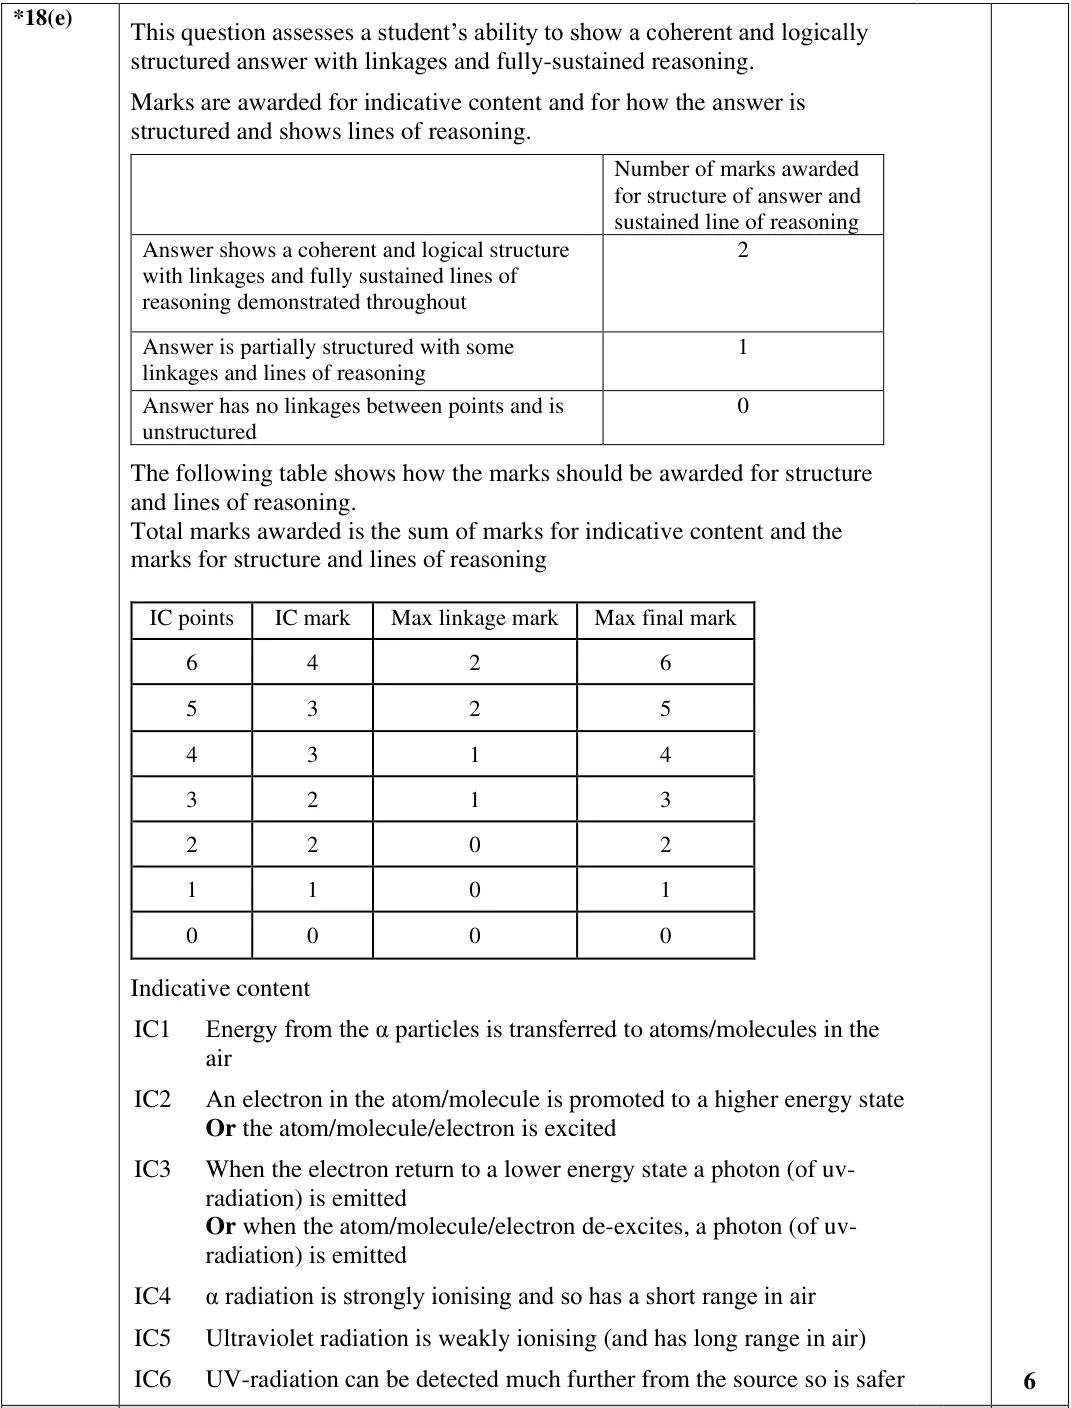 *18(e)
This question assesses a student's ability to show a coherent and logically
structured answer with linkages and fully-sustained reasoning.
Marks are awarded for indicative content and for how the answer is
structured and shows lines of reasoning.
Number of marks awarded
for structure of answer and
sustained line of reasoning
Answer shows a coherent and logical structure
with linkages and fully sustained lines of
reasoning demonstrated throughout
2
Answer is partially structured with some
linkages and lines of reasoning
1
Answer has no linkages between points and is
unstructured
0
The following table shows how the marks should be awarded for structure
and lines of reasoning.
Total marks awarded is the sum of marks for indicative content and the
marks for structure and lines of reasoning
IC points IC mark Max linkage mark Max final mark
6 4 2 6
5 3 2 5
4 3 1 4
3 2 1 3
2 2 0 2
1 1 0 1
0 0 0 0
Indicative content
IC1 Energy from the α particles is transferred to atoms/molecules in the
air
IC2 An electron in the atom/molecule is promoted to a higher energy state
Or the atom/molecule/electron is excited
IC3 When the electron return to a lower energy state a photon (of uv-
radiation) is emitted
Or when the atom/molecule/electron de-excites, a photon (of uv-
radiation) is emitted
IC4 α radiation is strongly ionising and so has a short range in air
IC5 Ultraviolet radiation is weakly ionising (and has long range in air)
IC6 UV-radiation can be detected much further from the source so is safer
6